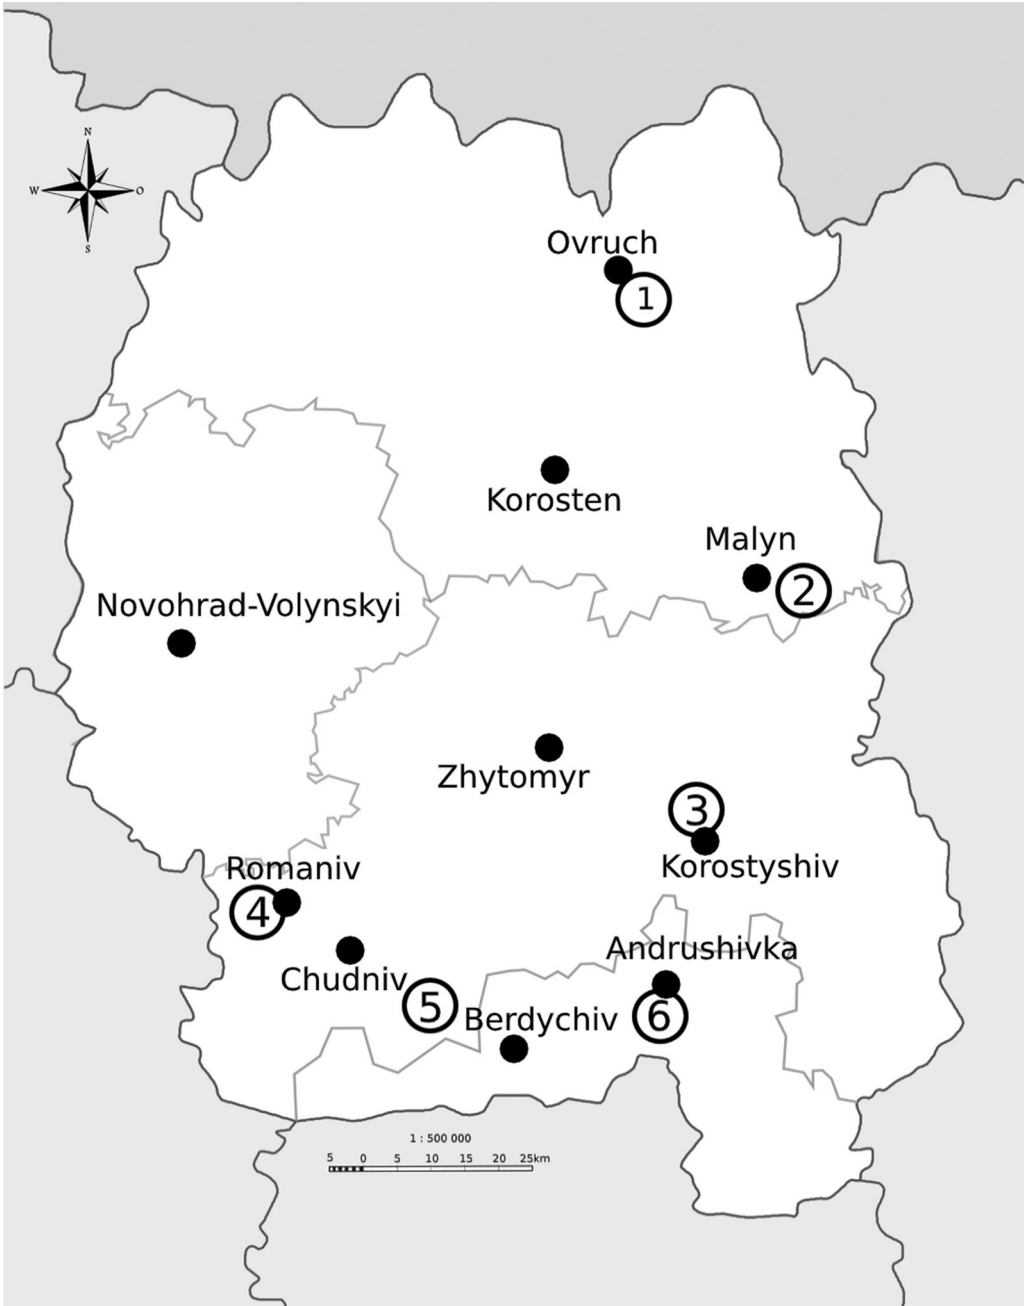 N
W O
S
Ovruch
1
Korosten
Malyn
2
Novohrad-Volynskyi
Zhytomyr
3
Korostyshiv
Romaniv
4
Chudniv
5
Andrushivka
6
Berdychiv
1 : 500 000
5 0 5 10 15 20 25km